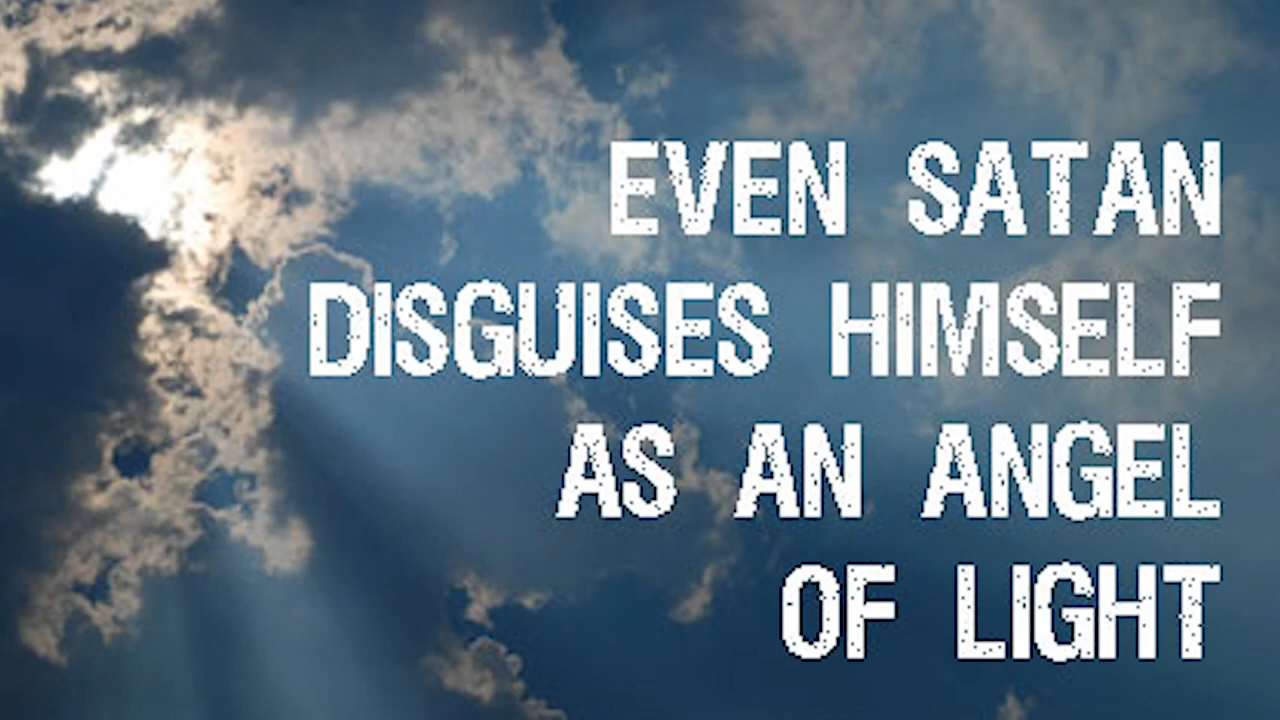 EVEN SATAN
DISGUISES HIMSELF
AS AN ANGEL
OF LIGHT